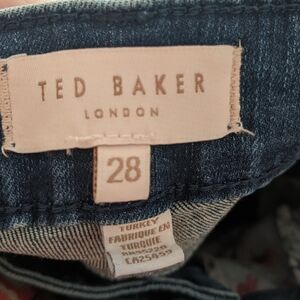 TED BAKER
LONDON
28
TURKEY
FABRIQUE EN
TURQUIE